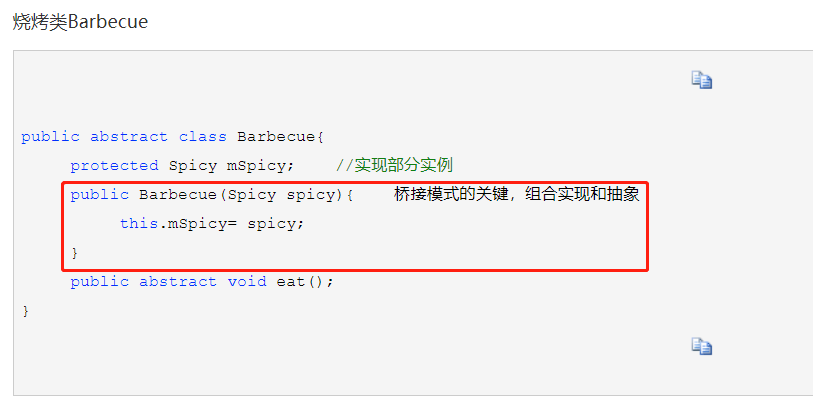 烧烤类Barbecue
public abstract class Barbecue{
protected Spicy mSpicy; //实现部分实例
public Barbecue(Spicy spicy){ 桥接模式的关键，组合实现和抽象
this.mSpicy= spicy;
}
public abstract void eat();
}